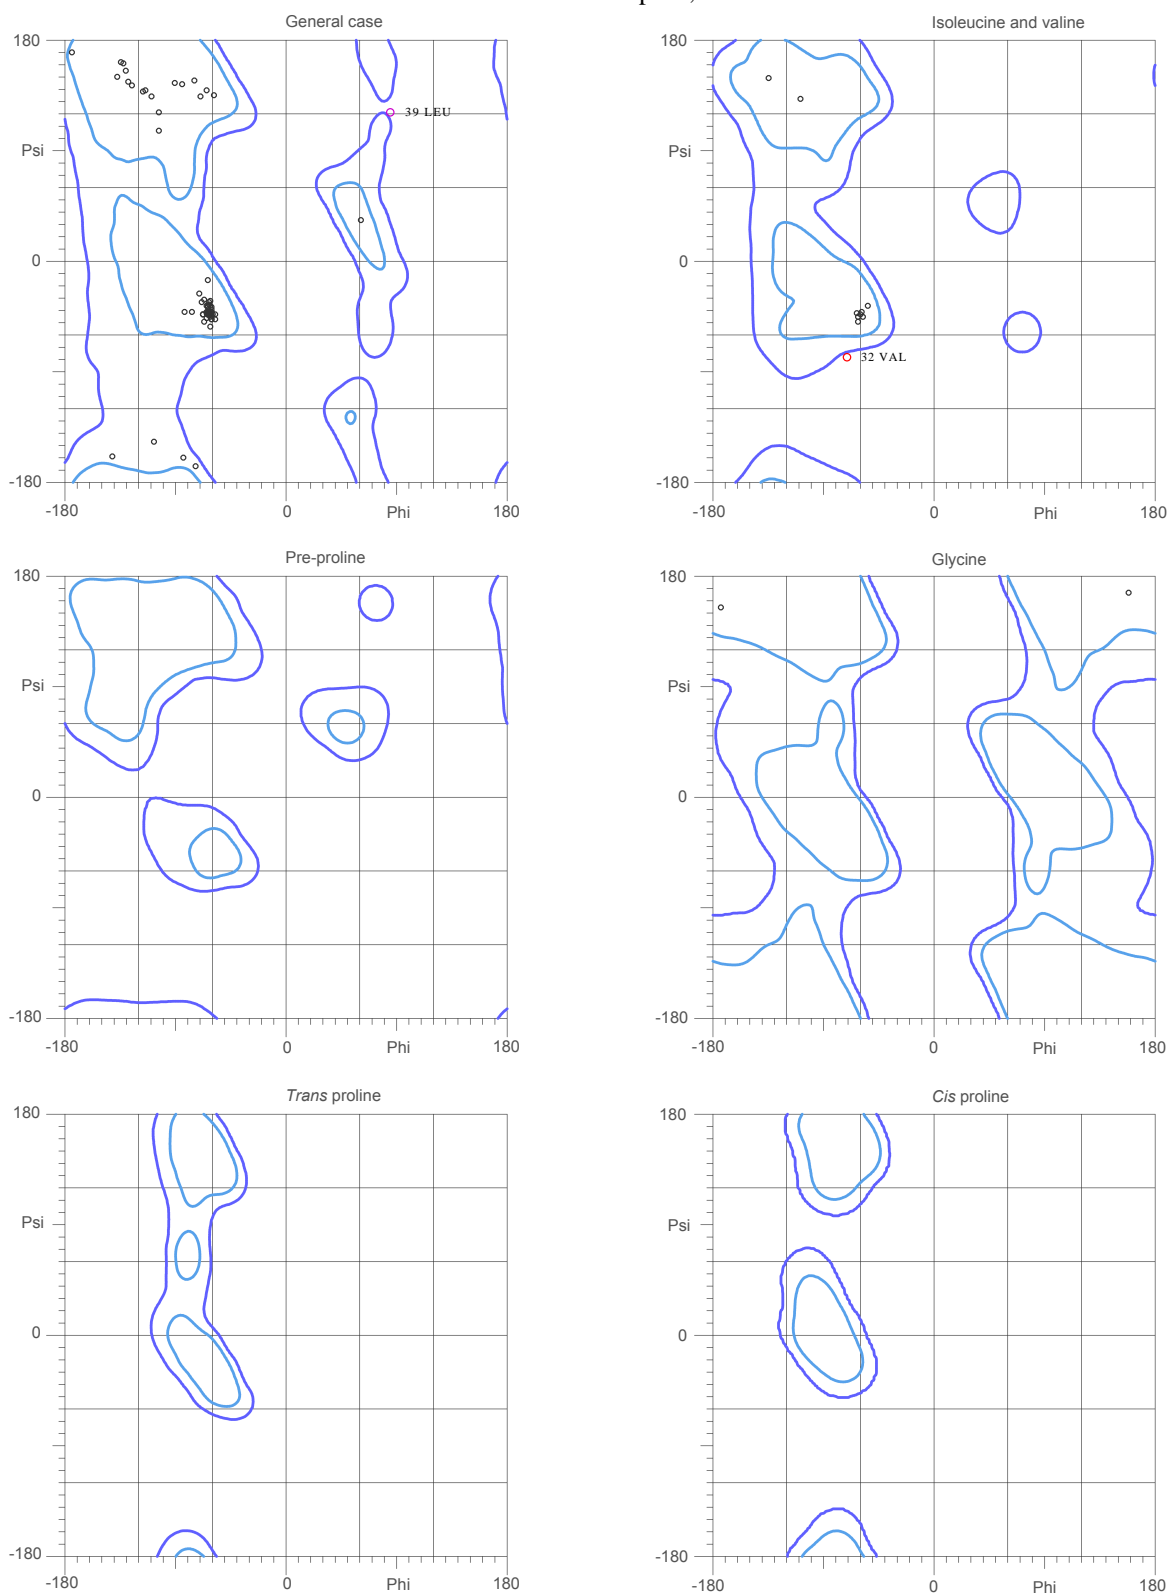 General case
Isoleucine and valine
180
180
39 LEU
Psi
Psi
0
0
32 VAL
-180
-180
-180
0
Phi
180
-180
0
Phi
180
Pre-proline
Glycine
180
180
Psi
Psi
0
0
-180
-180
-180
0
Phi
180
-180
0
Phi
180
Trans proline
Cis proline
180
180
Psi
Psi
0
0
-180
-180
-180
0
Phi
180
-180
0
Phi
180